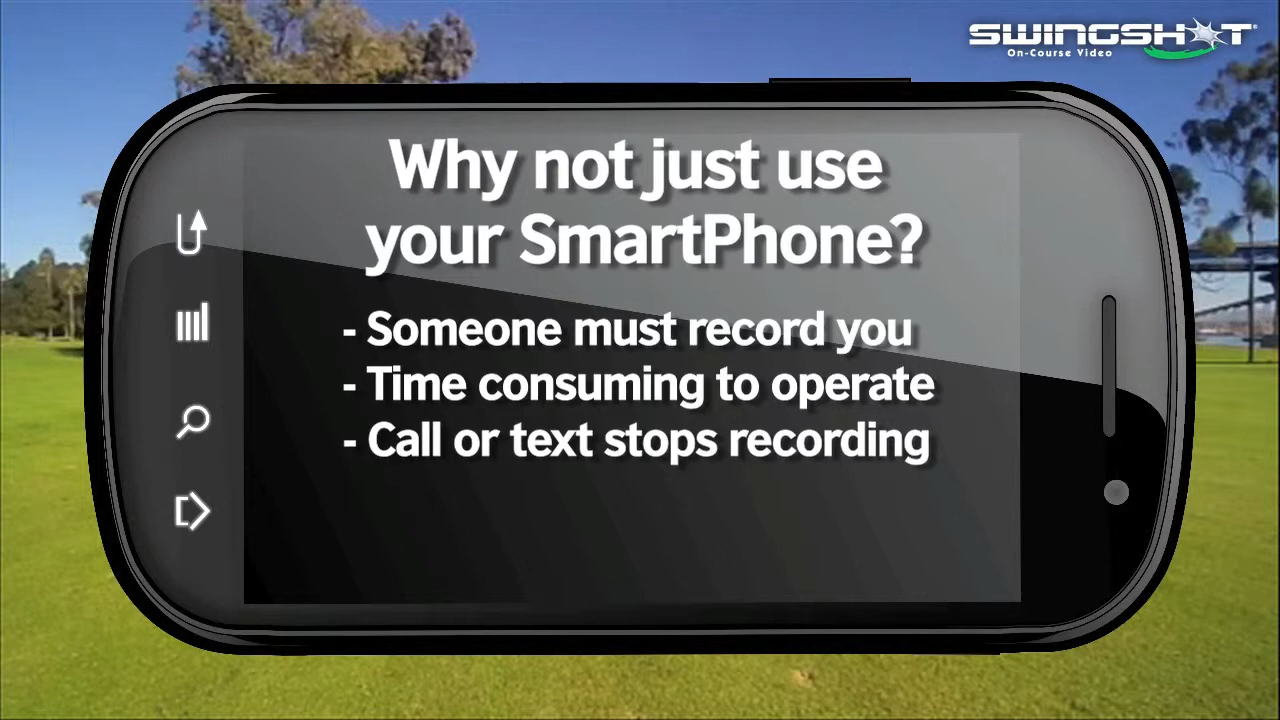 SWINGSHOT
On-Course Video
Why not just use
your SmartPhone?
- Someone must record you
- Time consuming to operate
- Call or text stops recording